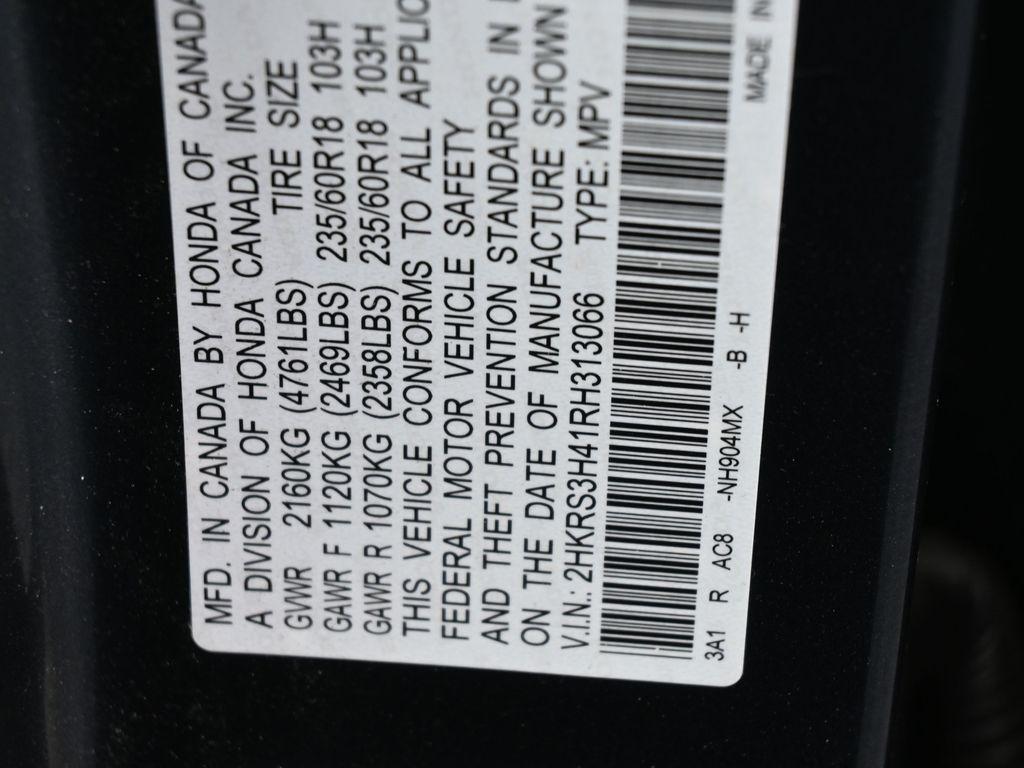 MFD. IN CANADA BY HONDA OF CANADA
A DIVISION OF HONDA CANADA INC.
GVWR 2160KG (4761LBS) TIRE SIZE
GAWR F 1120KG (2469LBS) 235/60R18 103H
GAWR R 1070KG (2358LBS) 235/60R18 103H
THIS VEHICLE CONFORMS TO ALL APPLIC
FEDERAL MOTOR VEHICLE SAFETY
AND THEFT PREVENTION STANDARDS IN
ON THE DATE OF MANUFACTURE SHOWN
V.I.N.: 2HKRS3H41RH313066 TYPE: MPV
3A1 R AC8 -NH904MX -B -H MADE IN